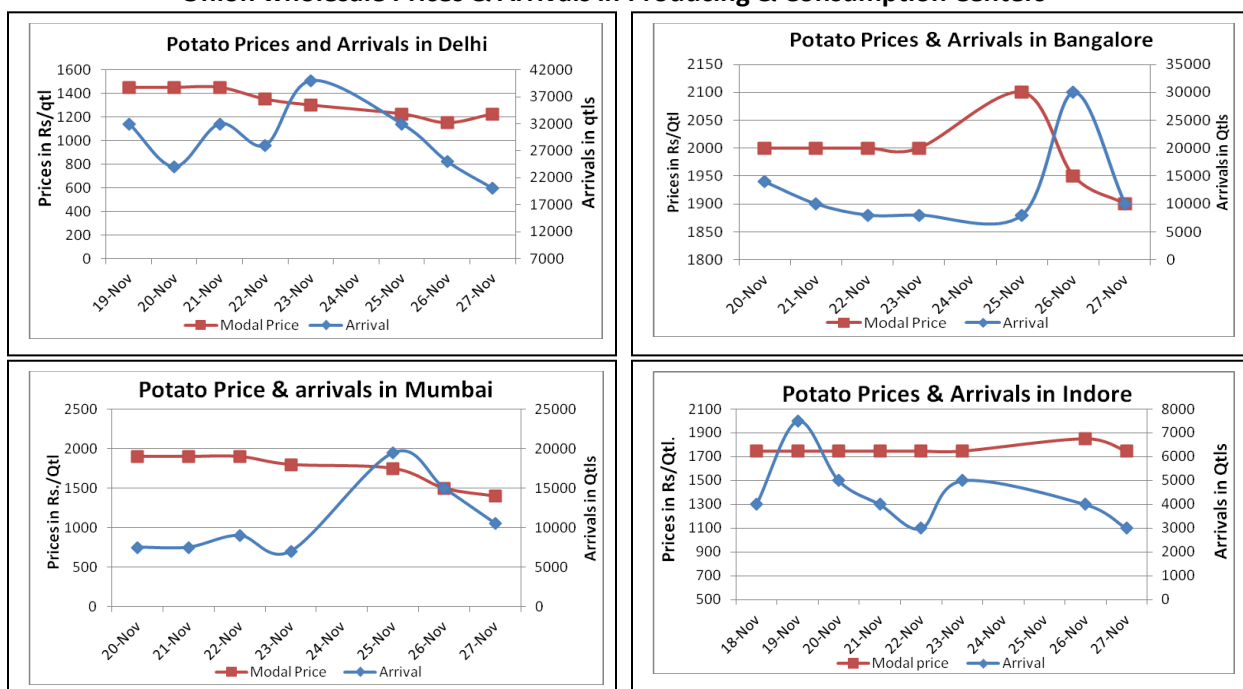 Potato Prices and Arrivals in Delhi
Prices in Rs/qtl
1600
1400
1200
1000
800
600
400
200
0
42000
37000
32000
27000
22000
17000
12000
7000
Arrivals in qtls
19-Nov
20-Nov
21-Nov
22-Nov
23-Nov
25-Nov
26-Nov
27-Nov
Modal Price
Arrival
Potato Prices & Arrivals in Bangalore
Prices in Rs/Qtl
2150
2100
2050
2000
1950
1900
1850
1800
35000
30000
25000
20000
15000
10000
5000
0
Arrivals in Qtls
20-Nov
21-Nov
22-Nov
23-Nov
24-Nov
25-Nov
26-Nov
27-Nov
Modal Price
Arrival
Potato Price & arrivals in Mumbai
Prices in Rs./Qtl
2500
2000
1500
1000
500
0
25000
20000
15000
10000
5000
0
Arrivals in Qtls
20-Nov
21-Nov
22-Nov
23-Nov
24-Nov
25-Nov
26-Nov
27-Nov
Modal Price
Arrival
Potato Prices & Arrivals in Indore
Prices in Rs/Qtl.
2100
1900
1700
1500
1300
1100
900
700
500
8000
7000
6000
5000
4000
3000
2000
1000
0
Arrivals in Qtls
18-Nov
19-Nov
20-Nov
21-Nov
22-Nov
23-Nov
24-Nov
25-Nov
26-Nov
27-Nov
Modal price
Arrival